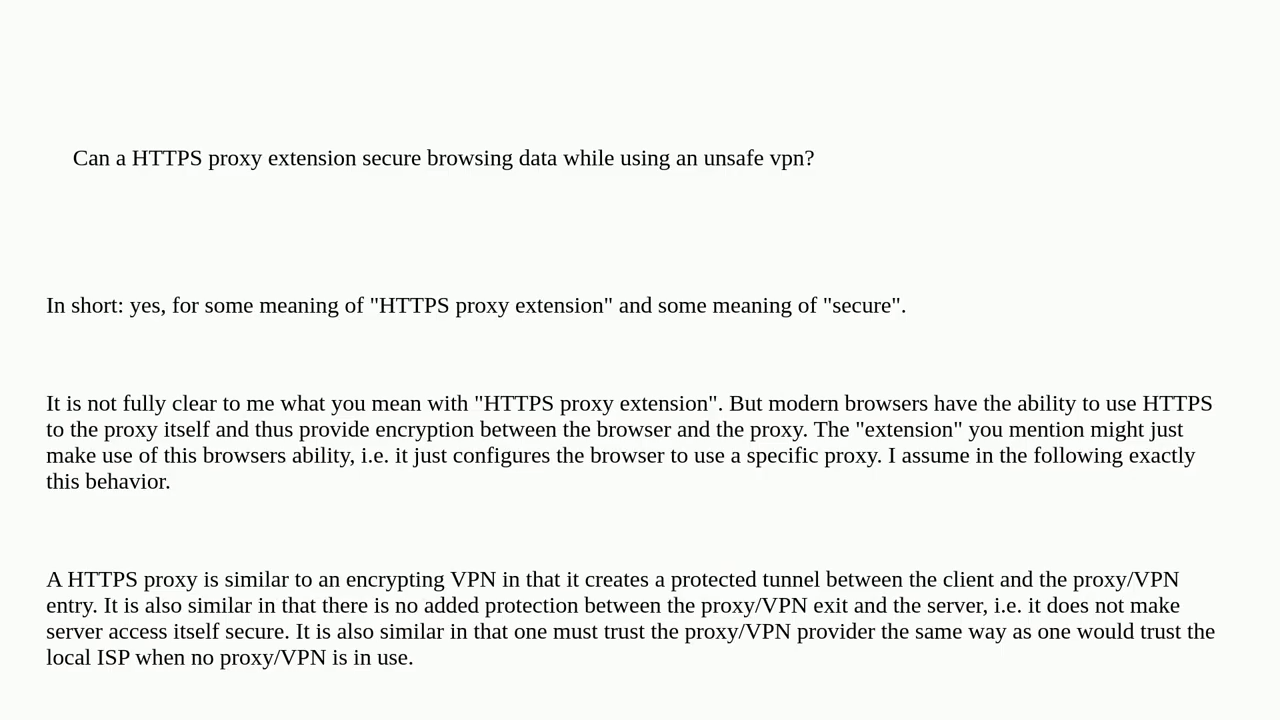 Can a HTTPS proxy extension secure browsing data while using an unsafe vpn?
In short: yes, for some meaning of "HTTPS proxy extension" and some meaning of "secure".
It is not fully clear to me what you mean with "HTTPS proxy extension". But modern browsers have the ability to use HTTPS
to the proxy itself and thus provide encryption between the browser and the proxy. The "extension" you mention might just
make use of this browsers ability, i.e. it just configures the browser to use a specific proxy. I assume in the following exactly
this behavior.
A HTTPS proxy is similar to an encrypting VPN in that it creates a protected tunnel between the client and the proxy/VPN
entry. It is also similar in that there is no added protection between the proxy/VPN exit and the server, i.e. it does not make
server access itself secure. It is also similar in that one must trust the proxy/VPN provider the same way as one would trust the
local ISP when no proxy/VPN is in use.